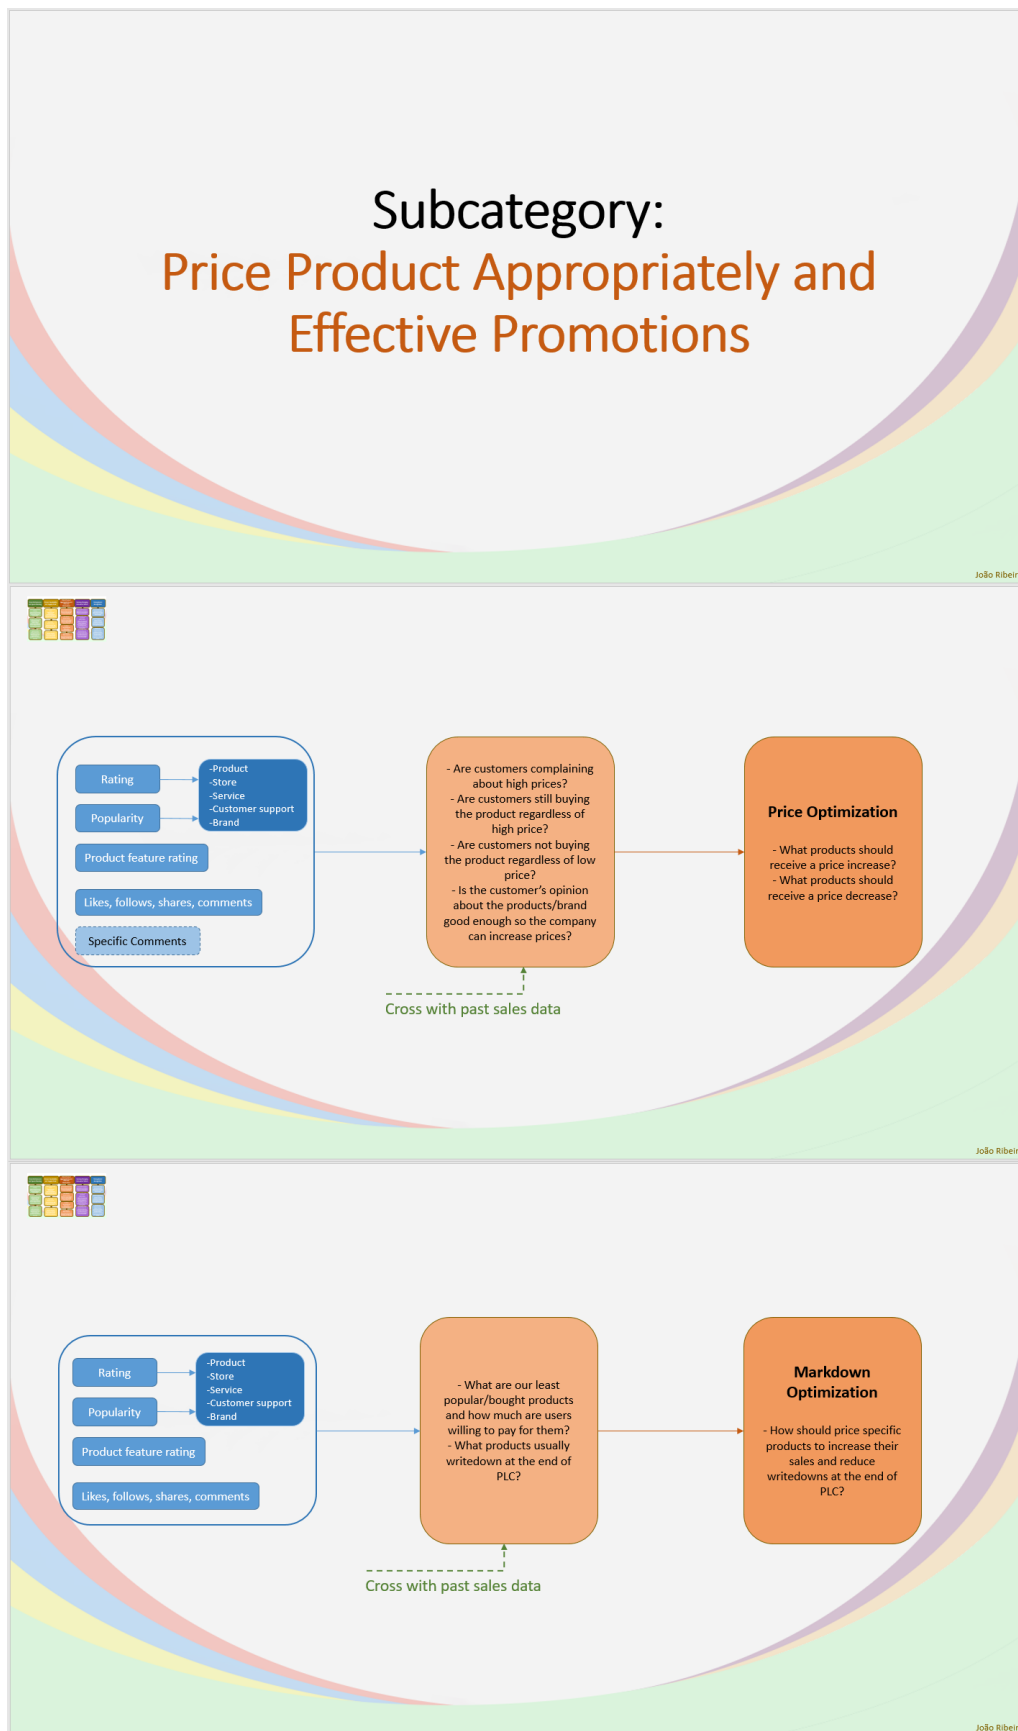 Subcategory:
Price Product Appropriately and
Effective Promotions
João Ribeir
Rating
Popularity
-Product
-Store
-Service
-Customer support
-Brand
Product feature rating
Likes, follows, shares, comments
Specific Comments
- Are customers complaining
about high prices?
- Are customers still buying
the product regardless of
high price?
- Are customers not buying
the product regardless of low
price?
- Is the customer's opinion
about the products/brand
good enough so the company
can increase prices?
Cross with past sales data
Price Optimization
- What products should
receive a price increase?
- What products should
receive a price decrease?
João Ribeir
Rating
Popularity
-Product
-Store
-Service
-Customer support
-Brand
Product feature rating
Likes, follows, shares, comments
- What are our least
popular/bought products
and how much are users
willing to pay for them?
- What products usually
writedown at the end of
PLC?
Cross with past sales data
Markdown
Optimization
- How should price specific
products to increase their
sales and reduce
writedowns at the end of
PLC?
João Ribeir